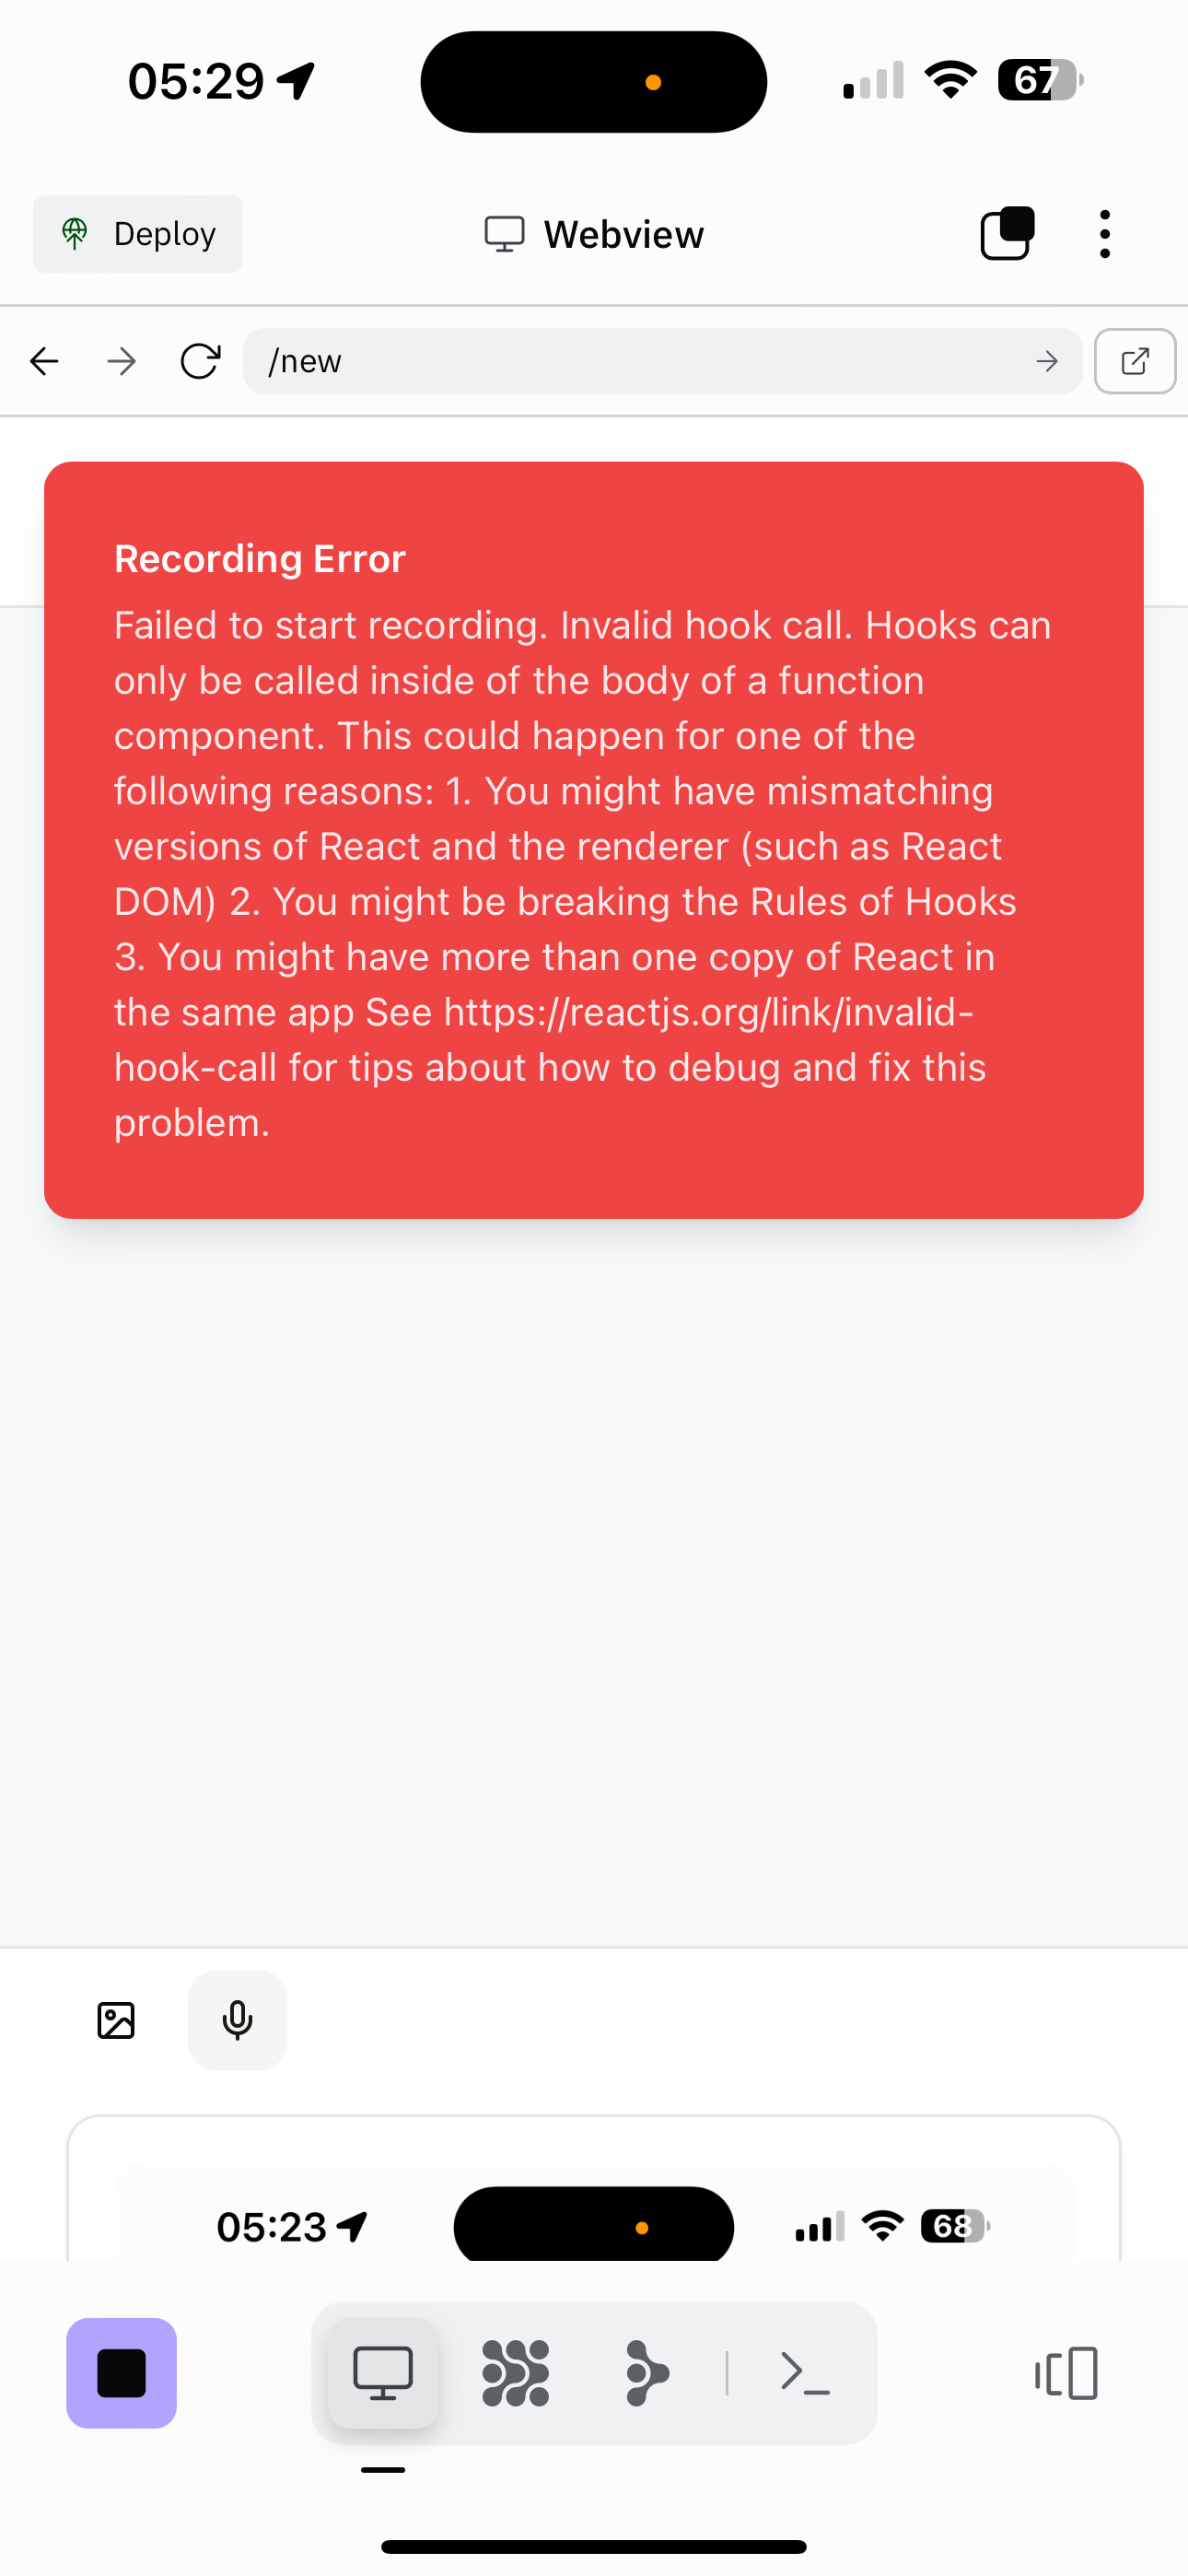 05:29
67
Deploy
Webview
/new
Recording Error
Failed to start recording. Invalid hook call. Hooks can
only be called inside of the body of a function
component. This could happen for one of the
following reasons: 1. You might have mismatching
versions of React and the renderer (such as React
DOM) 2. You might be breaking the Rules of Hooks
3. You might have more than one copy of React in
the same app See https://reactjs.org/link/invalid-
hook-call for tips about how to debug and fix this
problem.
05:23
68